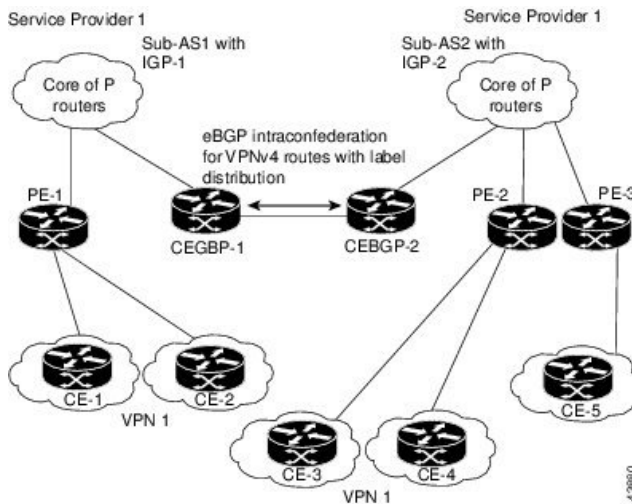 Service Provider 1
Service Provider 1
Sub-AS1 with
IGP-1
Sub-AS2 with
IGP-2
Core of P
routers
Core of P
routers
eBGP intraconfederation
for VPNv4 routes with label
distribution
PE-1
PE-2
PE-3
CEGBP-1
CEBGP-2
CE-1
CE-2
VPN 1
CE-5
CE-3
CE-4
VPN 1